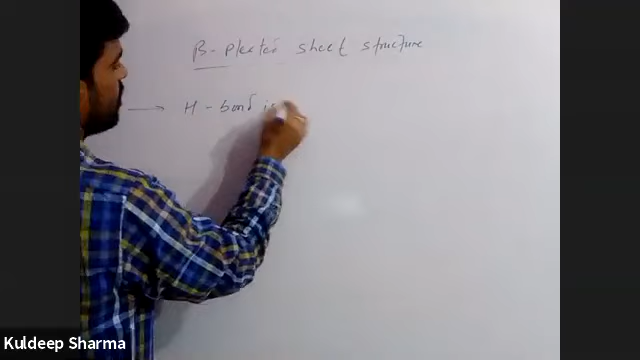 β-pleated sheet structure
→ H-bond is
Kuldeep Sharma